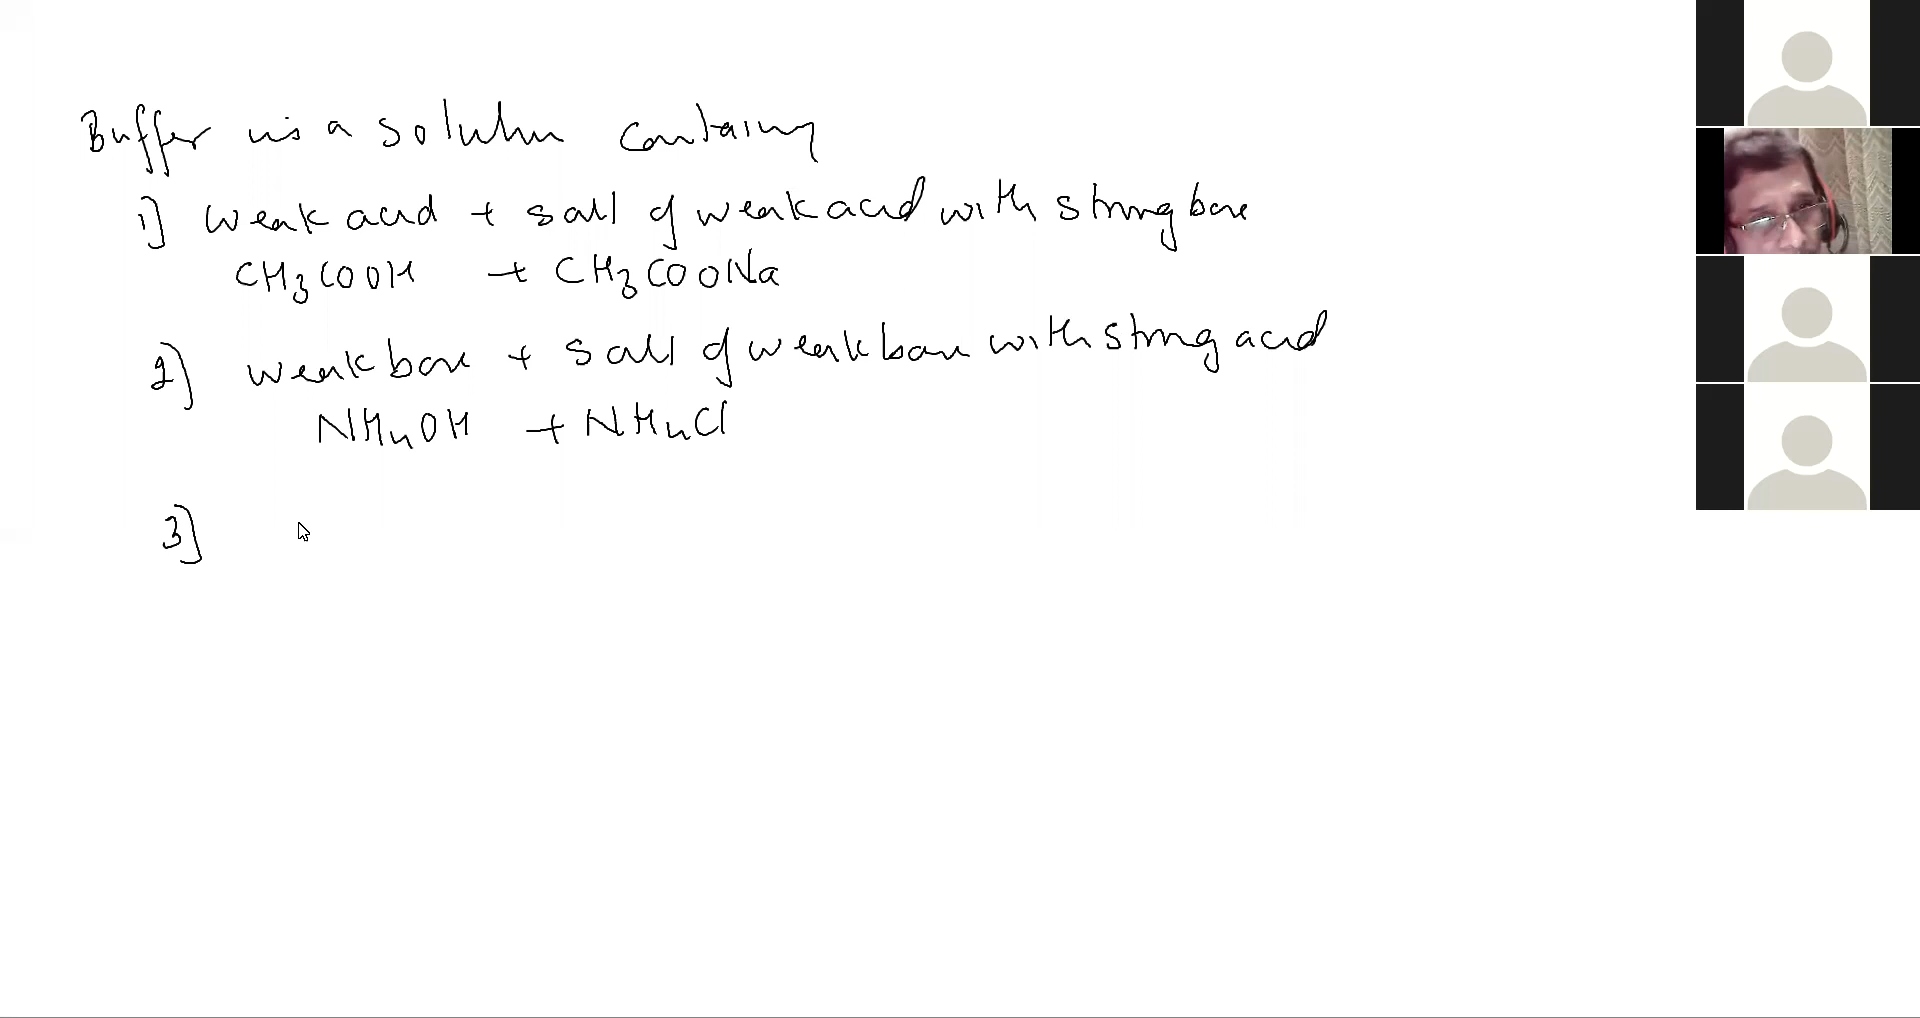 Buffer is a solution containing
1) weak acid + salt of weak acid with strong base
CH3COOH + CH3COONa
2) weak base + salt of weak base with strong acid
NH4OH + NH4Cl
3)